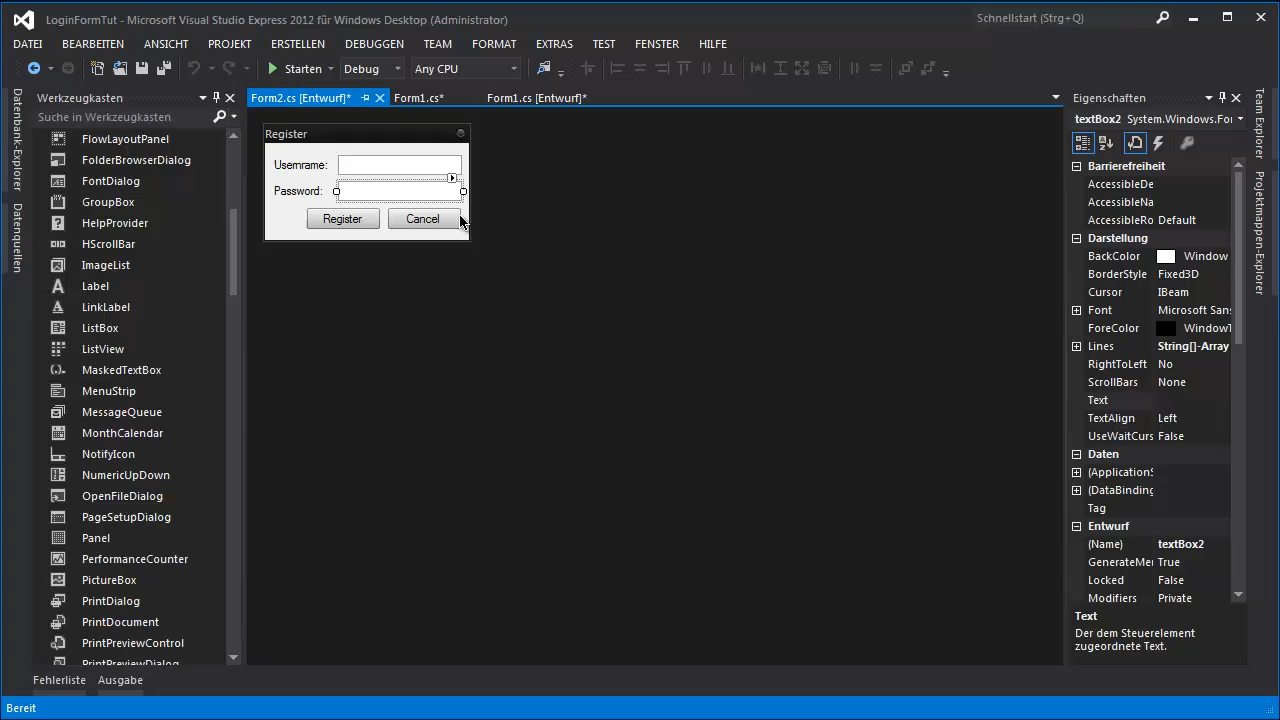 LoginFormTut - Microsoft Visual Studio Express 2012 für Windows Desktop (Administrator)
Schnellstart (Strg+Q)
DATEI BEARBEITEN ANSICHT PROJEKT ERSTELLEN DEBUGGEN TEAM FORMAT EXTRAS TEST FENSTER HILFE
Starten Debug Any CPU
Datenbank-Explorer
Datenquellen
Werkzeugkasten
Suche in Werkzeugkasten
FlowLayoutPanel
FolderBrowserDialog
FontDialog
GroupBox
HelpProvider
HScrollBar
ImageList
Label
LinkLabel
ListBox
ListView
MaskedTextBox
MenuStrip
MessageQueue
MonthCalendar
NotifyIcon
NumericUpDown
OpenFileDialog
PageSetupDialog
Panel
PerformanceCounter
PictureBox
PrintDialog
PrintDocument
PrintPreviewControl
PrintPreviewDialog
Form2.cs [Entwurf]* Form1.cs* Form1.cs [Entwurf]*
Register
Username:
Password:
Register Cancel
Eigenschaften
textBox2 System.Windows.For
Barrierefreiheit
AccessibleDe
AccessibleNa
AccessibleRo Default
Darstellung
BackColor Window
BorderStyle Fixed3D
Cursor IBeam
Font Microsoft Sans
ForeColor WindowT
Lines String[]-Array
RightToLeft No
ScrollBars None
Text
TextAlign Left
UseWaitCurs False
Daten
(ApplicationS
(DataBinding
Tag
Entwurf
(Name) textBox2
GenerateMem True
Locked False
Modifiers Private
Text
Der dem Steuerelement
zugeordnete Text.
Team Explorer
Projektmappen-Explorer
Fehlerliste Ausgabe
Bereit